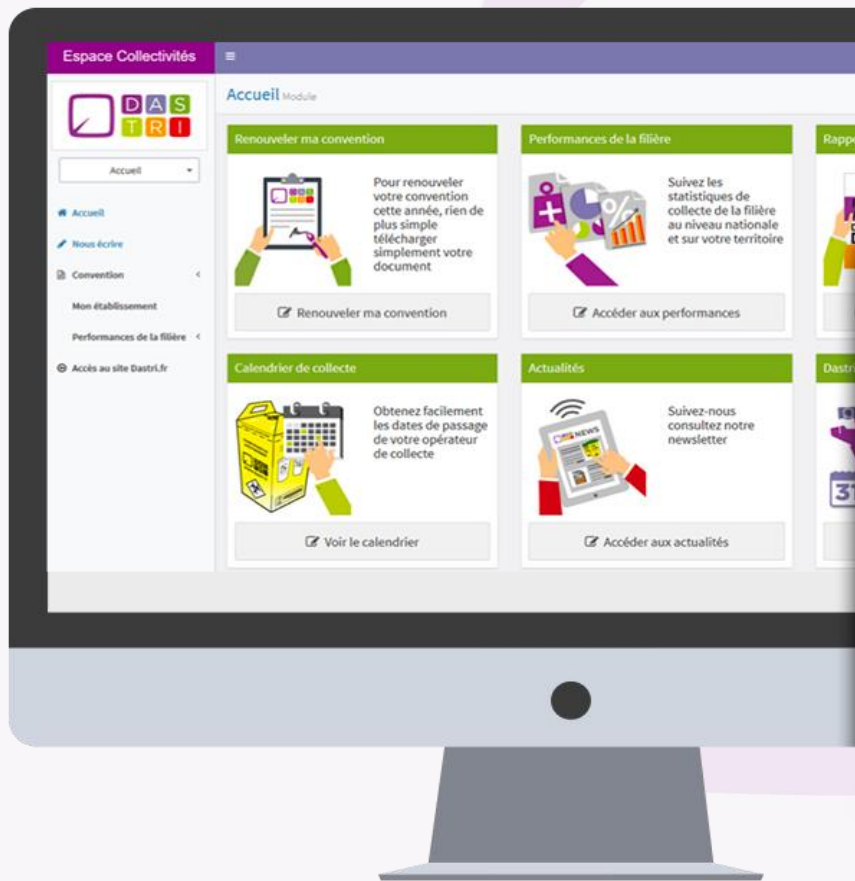 Espace Collectivités
DAS
TRI
Accueil
Accueil
Nous écrire
Convention
Mon établissement
Performances de la filière
Accès au site Dastri.fr
Accueil Module
Renouveler ma convention
Pour renouveler
votre convention
cette année, rien de
plus simple
télécharger
simplement votre
document
Renouveler ma convention
Performances de la filière
Suivez les
statistiques de
collecte de la filière
au niveau nationale
et sur votre territoire
Accéder aux performances
Rappo
Calendrier de collecte
Obtenez facilement
les dates de passage
de votre opérateur
de collecte
Voir le calendrier
Actualités
NEWS
Suivez-nous
consultez notre
newsletter
Accéder aux actualités
Dastri
31